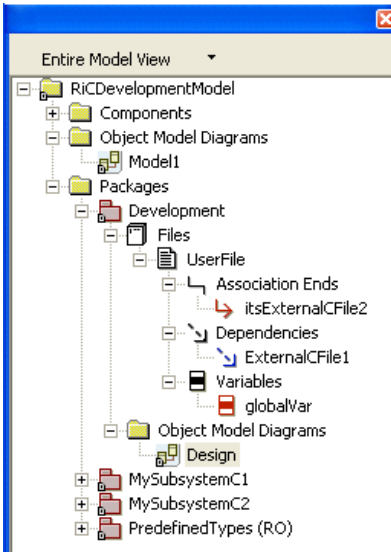 Entire Model View
RiCDevelopmentModel
Components
Object Model Diagrams
Model1
Packages
Development
Files
UserFile
Association Ends
itsExternalCFile2
Dependencies
ExternalCFile1
Variables
globalVar
Object Model Diagrams
Design
MySubsystemC1
MySubsystemC2
PredefinedTypes (RO)